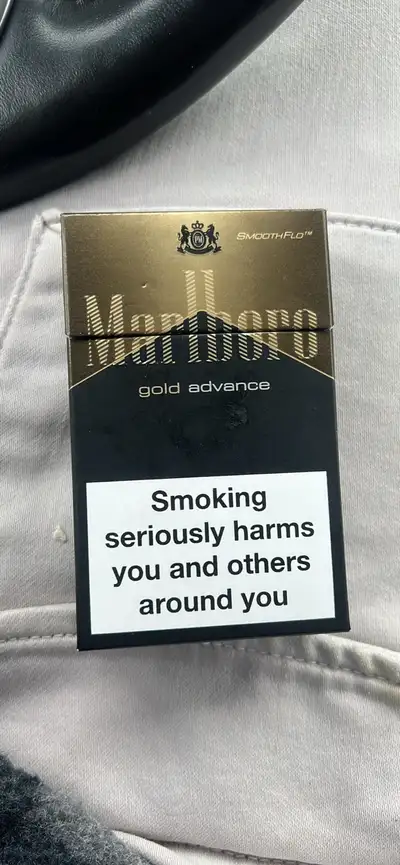 SMOOTHFLO™
Marlboro
gold advance
Smoking
seriously harms
you and others
around you